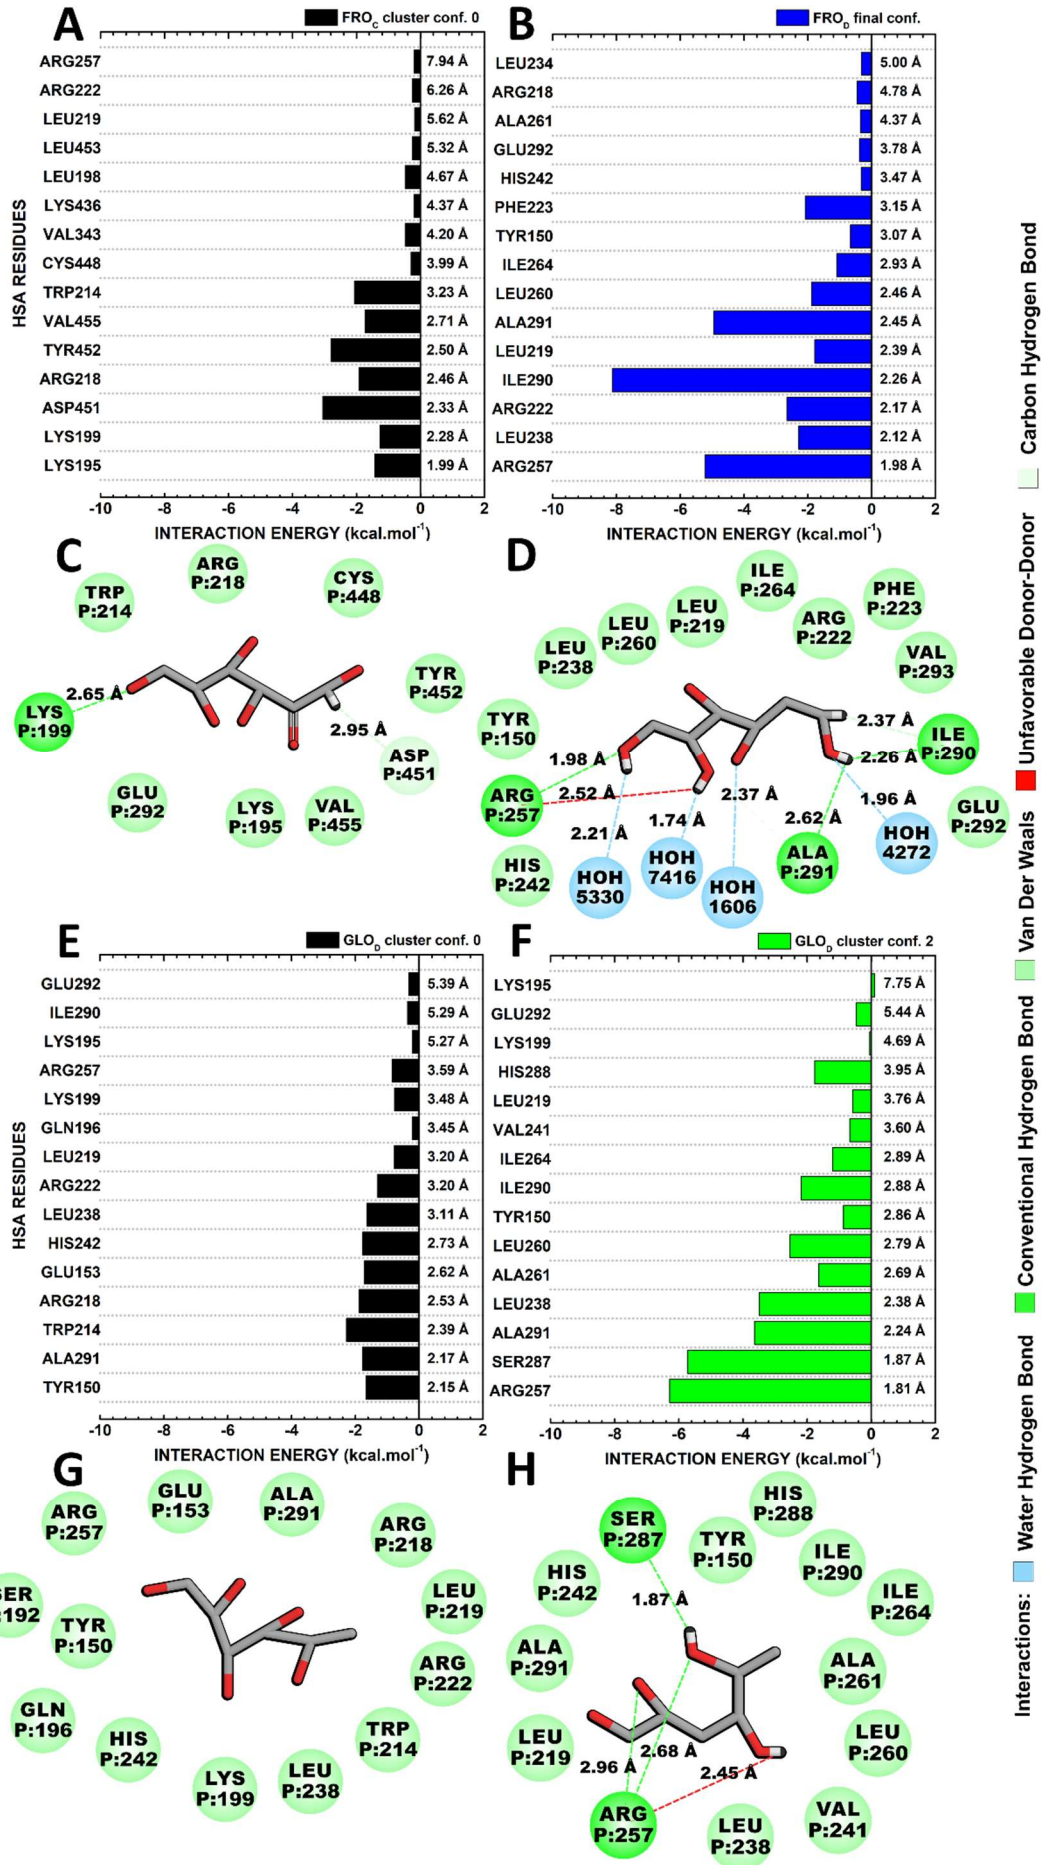 A
FROC cluster conf. 0
HSA RESIDUES
ARG257 7.94 Å
ARG222 6.26 Å
LEU219 5.62 Å
LEU453 5.32 Å
LEU198 4.67 Å
LYS436 4.37 Å
VAL343 4.20 Å
CYS448 3.99 Å
TRP214 3.23 Å
VAL455 2.71 Å
TYR452 2.50 Å
ARG218 2.46 Å
ASP451 2.33 Å
LYS199 2.28 Å
LYS195 1.99 Å
-10 -8 -6 -4 -2 0 2
INTERACTION ENERGY (kcal.mol-1)
B
FROD final conf.
LEU234 5.00 Å
ARG218 4.78 Å
ALA261 4.37 Å
GLU292 3.78 Å
HIS242 3.47 Å
PHE223 3.15 Å
TYR150 3.07 Å
ILE264 2.93 Å
LEU260 2.46 Å
ALA291 2.45 Å
LEU219 2.39 Å
ILE290 2.26 Å
ARG222 2.17 Å
LEU238 2.12 Å
ARG257 1.98 Å
-10 -8 -6 -4 -2 0 2
INTERACTION ENERGY (kcal.mol-1)
C
ARG
P:218
CYS
448
TRP
P:214
TYR
P:452
2.65 Å
LYS
P:199
2.95 Å
ASP
P:451
GLU
P:292
LYS
P:195
VAL
P:455
D
ILE
P:264
PHE
P:223
LEU
P:219
ARG
P:222
LEU
P:260
LEU
P:238
VAL
P:293
TYR
P:150
2.37 Å
ILE
P:290
1.98 Å
2.26 Å
ARG
P:257
2.52 Å
2.37 Å
1.96 Å
GLU
P:292
2.21 Å
1.74 Å
2.62 Å
HOH
4272
HIS
P:242
HOH
5330
HOH
7416
HOH
1606
ALA
P:291
E
GLOD cluster conf. 0
HSA RESIDUES
GLU292 5.39 Å
ILE290 5.29 Å
LYS195 5.27 Å
ARG257 3.59 Å
LYS199 3.48 Å
GLN196 3.45 Å
LEU219 3.20 Å
ARG222 3.20 Å
LEU238 3.11 Å
HIS242 2.73 Å
GLU153 2.62 Å
ARG218 2.53 Å
TRP214 2.39 Å
ALA291 2.17 Å
TYR150 2.15 Å
-10 -8 -6 -4 -2 0 2
INTERACTION ENERGY (kcal.mol-1)
F
GLOD cluster conf. 2
LYS195 7.75 Å
GLU292 5.44 Å
LYS199 4.69 Å
HIS288 3.95 Å
LEU219 3.76 Å
VAL241 3.60 Å
ILE264 2.89 Å
ILE290 2.88 Å
TYR150 2.86 Å
LEU260 2.79 Å
ALA261 2.69 Å
LEU238 2.38 Å
ALA291 2.24 Å
SER287 1.87 Å
ARG257 1.81 Å
-10 -8 -6 -4 -2 0 2
INTERACTION ENERGY (kcal.mol-1)
G
GLU
P:153
ALA
P:291
ARG
P:257
ARG
P:218
LEU
P:219
TYR
P:150
ARG
P:222
GLN
P:196
HIS
P:242
TRP
P:214
LYS
P:199
LEU
P:238
H
HIS
P:288
SER
P:287
TYR
P:150
ILE
P:290
HIS
P:242
ILE
P:264
1.87 Å
ALA
P:291
ALA
P:261
LEU
P:219
LEU
P:260
2.96 Å
2.68 Å
2.45 Å
ARG
P:257
LEU
P:238
VAL
P:241
Interactions: Water Hydrogen Bond Conventional Hydrogen Bond Van Der Waals Unfavorable Donor-Donor Carbon Hydrogen Bond